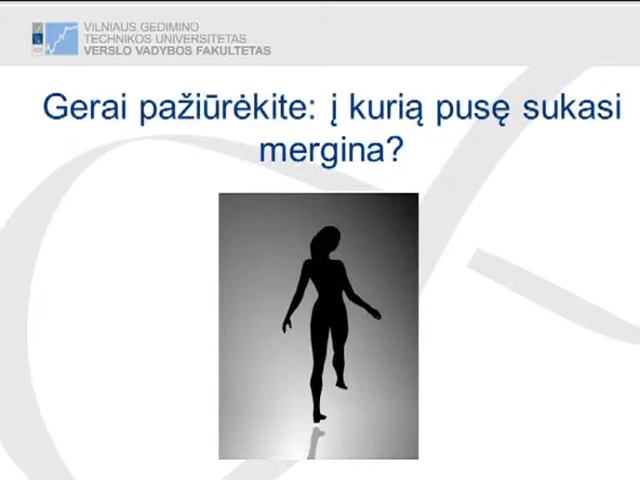 VILNIAUS GEDIMINO
TECHNIKOS UNIVERSITETAS
VERSLO VADYBOS FAKULTETAS
Gerai pažiūrėkite: į kurią pusę sukasi
mergina?